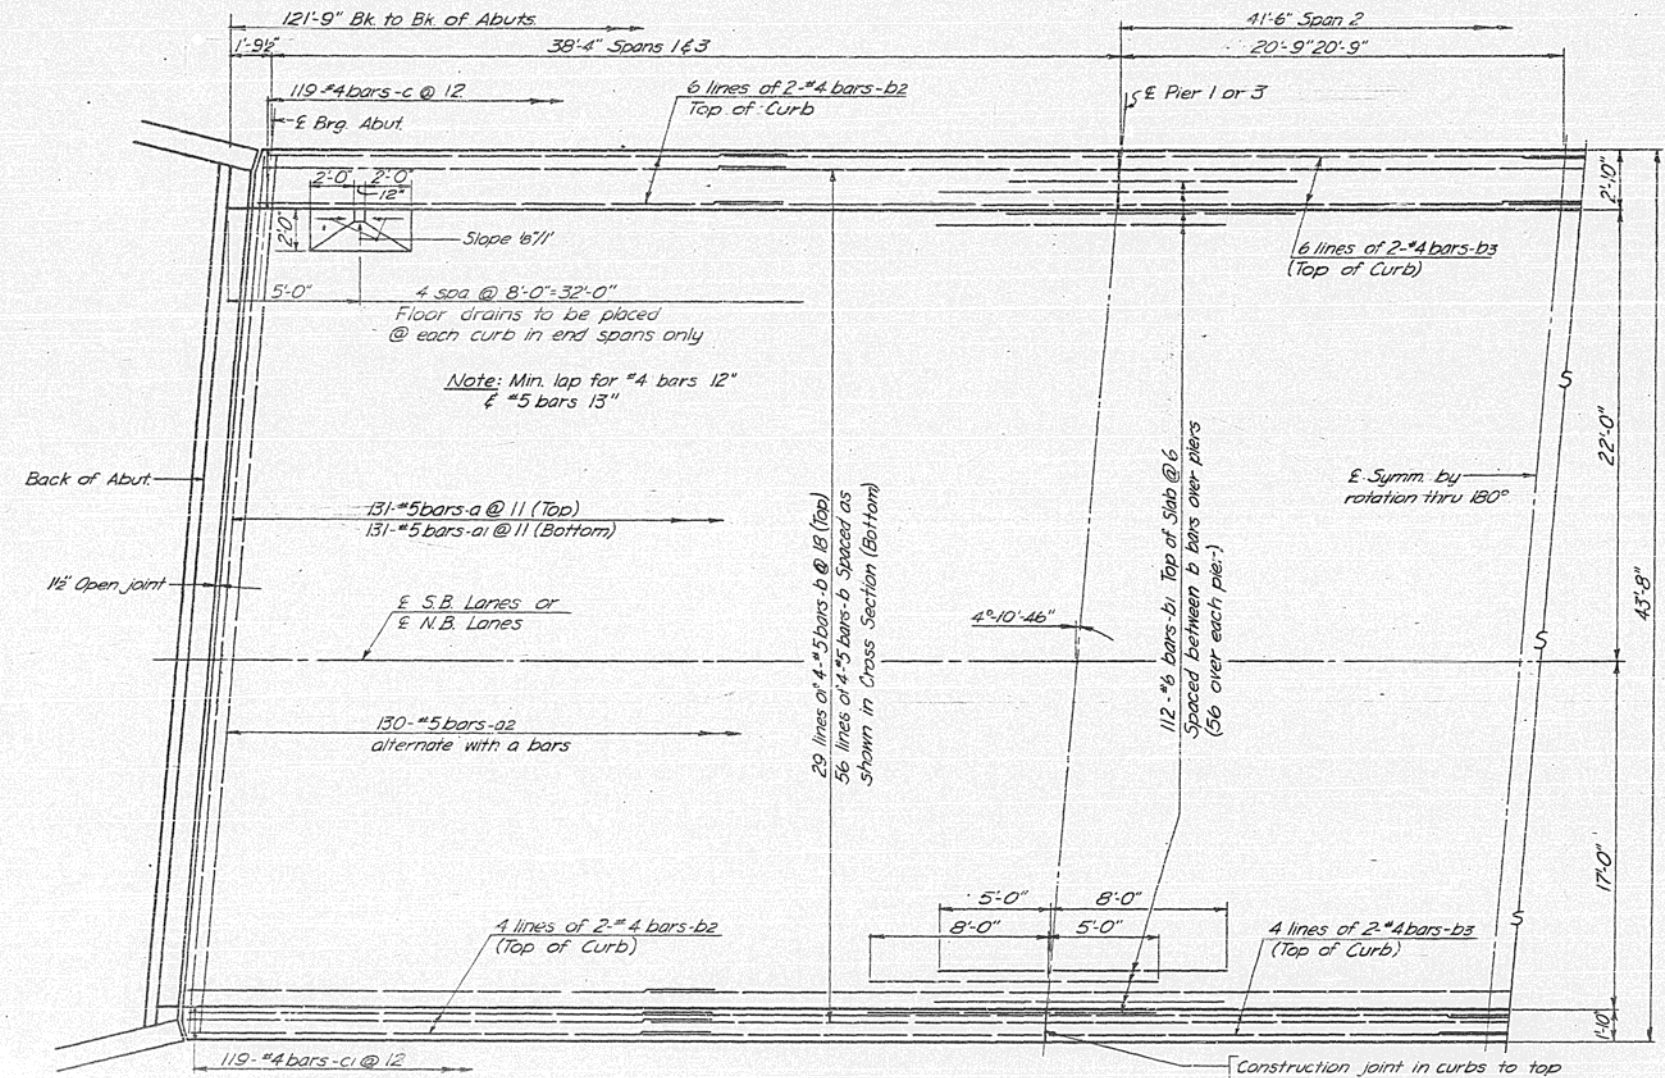 121'-9" Bk. to Bk. of Abuts.
41'-6" Span 2
1'-9½"
38'-4" Spans 1 & 3
20'-9" 20'-9"
119-#4 bars-c @ 12
6 lines of 2-#4 bars-b2
Top of Curb
℄ Pier 1 or 3
℄ Brg. Abut.
2'-0" 2'-0"
12"
2'-0"
Slope ⅛"/1'
2'-10"
6 lines of 2-#4 bars-b3
(Top of Curb)
5'-0"
4 spa @ 8'-0"=32'-0"
Floor drains to be placed
@ each curb in end spans only
Note: Min. lap for #4 bars 12"
& #5 bars 13"
S
22'-0"
Back of Abut.
℄ Symm. by
rotation thru 180°
131-#5 bars-a @ 11 (Top)
131-#5 bars-a1 @ 11 (Bottom)
29 lines of 4-#5 bars-b @ 18 (Top)
56 lines of 4-#5 bars-b Spaced as
shown in Cross Section (Bottom)
112-#6 bars-b1 Top of Slab @ 6
Spaced between b bars over piers
(56 over each pier)
1½" Open joint
43'-8"
℄ S.B. Lanes or
℄ N.B. Lanes
4°-10'-46"
S
130-#5 bars-a2
alternate with a bars
17'-0"
5'-0" 8'-0"
8'-0" 5'-0"
S
4 lines of 2-#4 bars-b2
(Top of Curb)
4 lines of 2-#4 bars-b3
(Top of Curb)
1'-10"
119-#4 bars-c1 @ 12
Construction joint in curbs to top